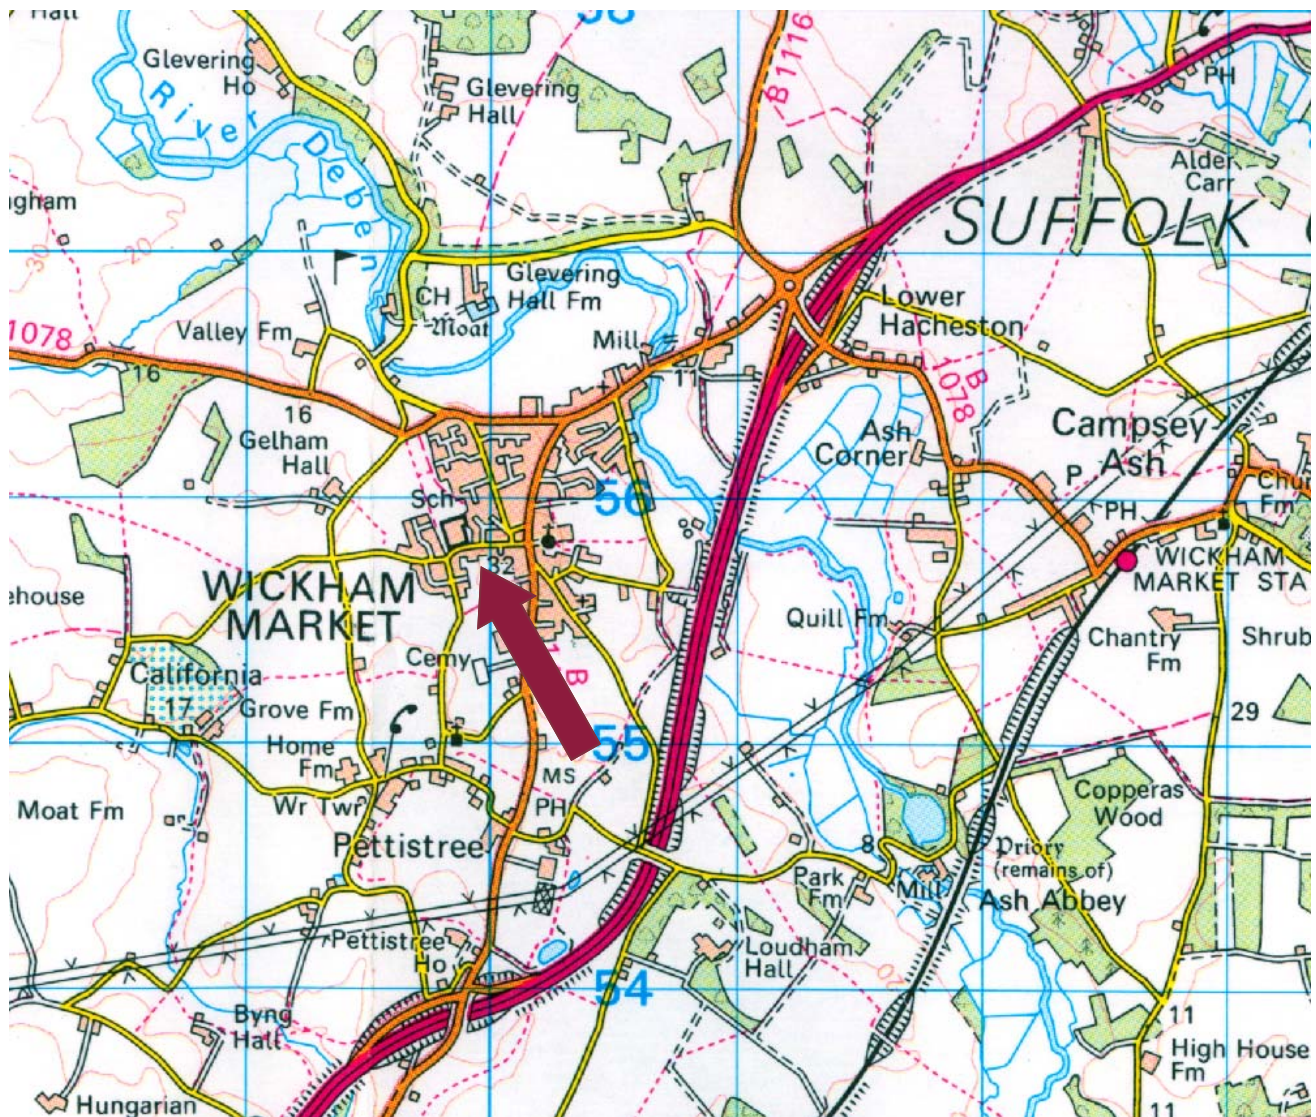 Hall
58
B1116
PH
Glevering
Ho
Glevering
Hall
River Deben
Alder
Carr
gham
30
20
SUFFOLK
Glevering
Hall Fm
CH
Moat
Lower
Hacheston
1078
Valley Fm
Mill
11
16
16
B
1078
Gelham
Hall
Ash
Corner
Campsey
Ash
P
Sch
56
PH
Fm
32
WICKHAM
MARKET
WICKHAM
MARKET STA
ehouse
Quill Fm
Chantry
Fm
Shrub
Cemy
B
California
17
Grove Fm
29
Home
Fm
55
MS
PH
Moat Fm
Wr Twr
Copperas
Wood
Pettistree
8
Priory
(remains of)
Park
Fm
Mill
Ash Abbey
Pettistree
Ho
Loudham
Hall
20
54
Byng
Hall
11
High House
Fm
Hungarian
11